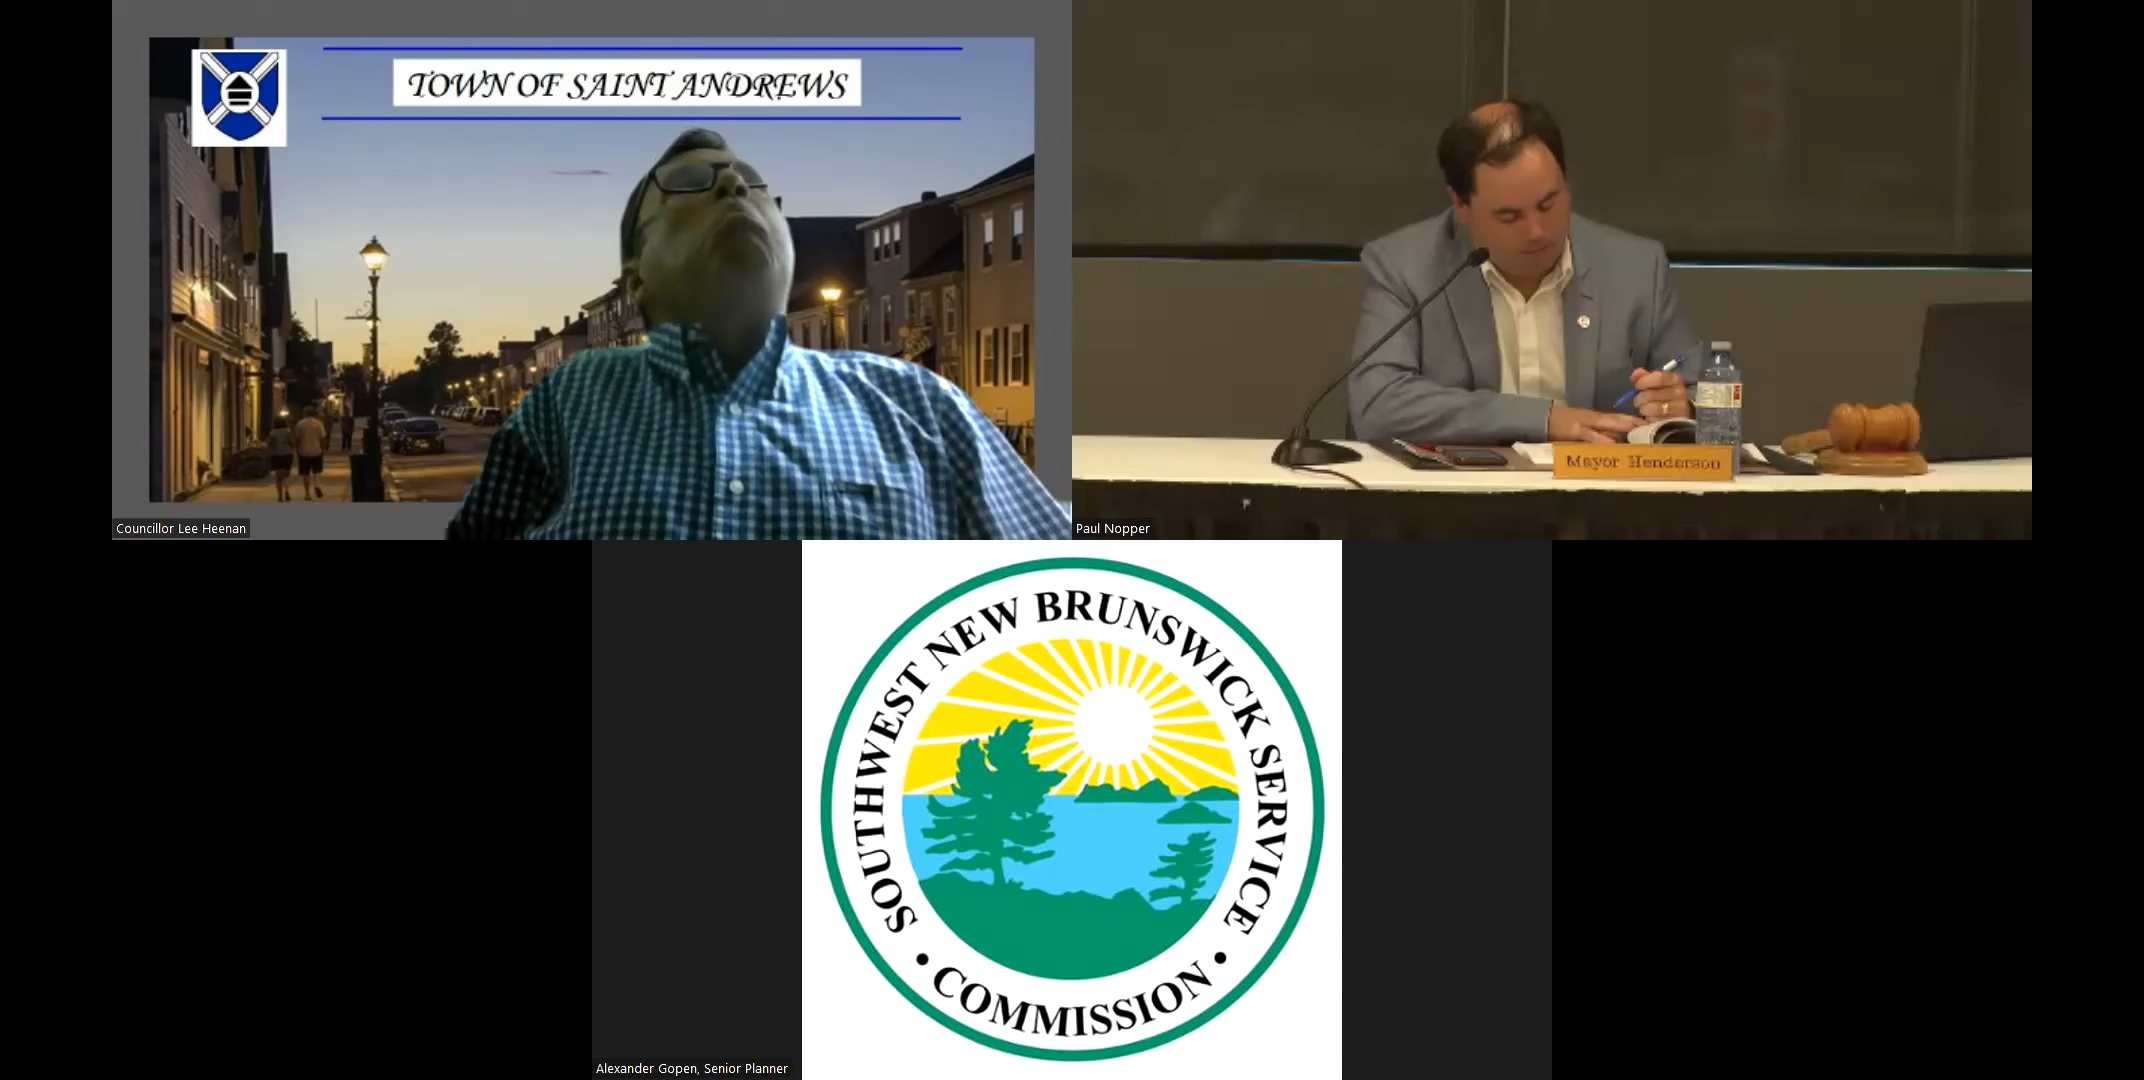 TOWN OF SAINT ANDREWS
Councillor Lee Heenan
Mayor Henderson
Paul Nopper
SOUTHWEST NEW BRUNSWICK SERVICE
• COMMISSION •
Alexander Gopen, Senior Planner